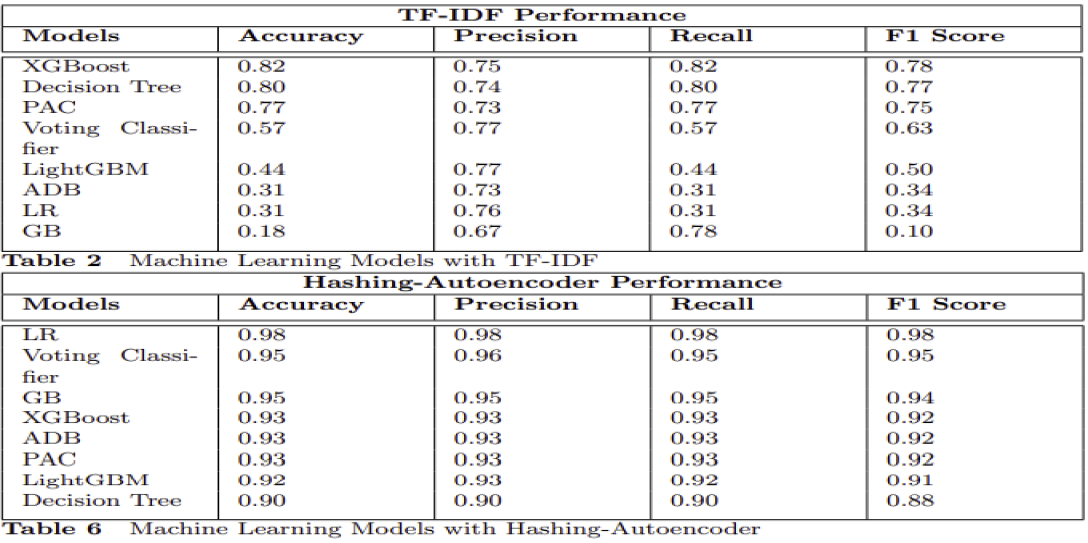 TF-IDF Performance
Models Accuracy Precision Recall F1 Score
XGBoost 0.82 0.75 0.82 0.78
Decision Tree 0.80 0.74 0.80 0.77
PAC 0.77 0.73 0.77 0.75
Voting Classi- 0.57 0.77 0.57 0.63
fier
LightGBM 0.44 0.77 0.44 0.50
ADB 0.31 0.73 0.31 0.34
LR 0.31 0.76 0.31 0.34
GB 0.18 0.67 0.78 0.10
Table 2 Machine Learning Models with TF-IDF
Hashing-Autoencoder Performance
Models Accuracy Precision Recall F1 Score
LR 0.98 0.98 0.98 0.98
Voting Classi- 0.95 0.96 0.95 0.95
fier
GB 0.95 0.95 0.95 0.94
XGBoost 0.93 0.93 0.93 0.92
ADB 0.93 0.93 0.93 0.92
PAC 0.93 0.93 0.93 0.92
LightGBM 0.92 0.93 0.92 0.91
Decision Tree 0.90 0.90 0.90 0.88
Table 6 Machine Learning Models with Hashing-Autoencoder